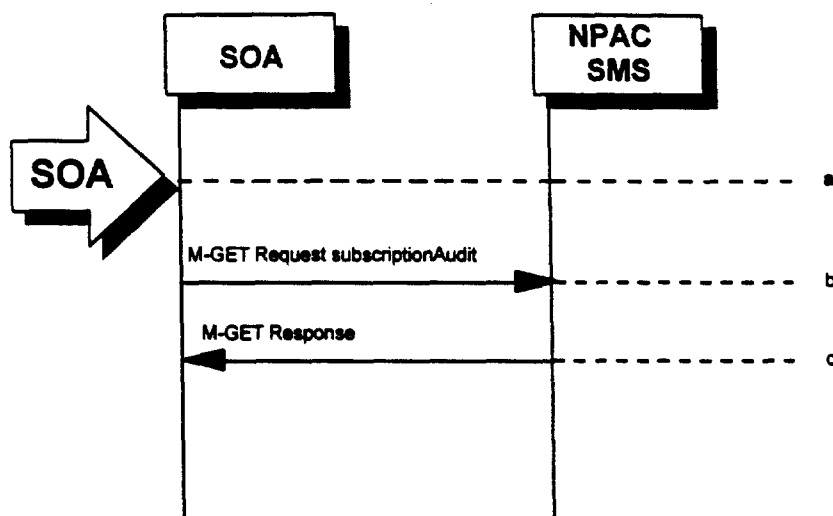 SOA
NPAC
SMS
SOA
a
M-GET Request subscriptionAudit
b
M-GET Response
c